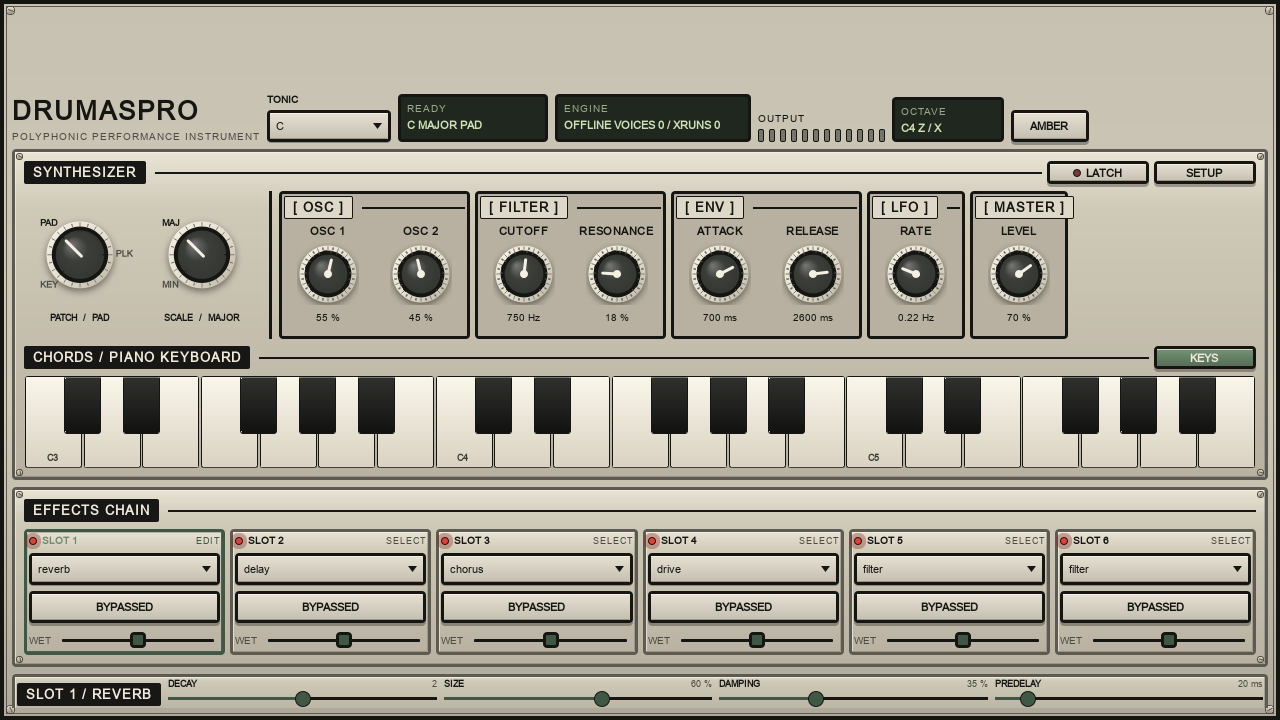 DRUMASPRO
POLYPHONIC PERFORMANCE INSTRUMENT
TONIC
C
READY
C MAJOR PAD
ENGINE
OFFLINE VOICES 0 / XRUNS 0
OUTPUT
OCTAVE
C4 Z / X
AMBER
SYNTHESIZER
LATCH
SETUP
PAD
PLK
KEY
PATCH / PAD
MAJ
MIN
SCALE / MAJOR
[ OSC ]
OSC 1
OSC 2
55 %
45 %
[ FILTER ]
CUTOFF
RESONANCE
750 Hz
18 %
[ ENV ]
ATTACK
RELEASE
700 ms
2600 ms
[ LFO ]
RATE
0.22 Hz
[ MASTER ]
LEVEL
70 %
CHORDS / PIANO KEYBOARD
KEYS
C3
C4
C5
EFFECTS CHAIN
SLOT 1
EDIT
reverb
BYPASSED
WET
SLOT 2
SELECT
delay
BYPASSED
WET
SLOT 3
SELECT
chorus
BYPASSED
WET
SLOT 4
SELECT
drive
BYPASSED
WET
SLOT 5
SELECT
filter
BYPASSED
WET
SLOT 6
SELECT
filter
BYPASSED
WET
SLOT 1 / REVERB
DECAY
2
SIZE
60 %
DAMPING
35 %
PREDELAY
20 ms